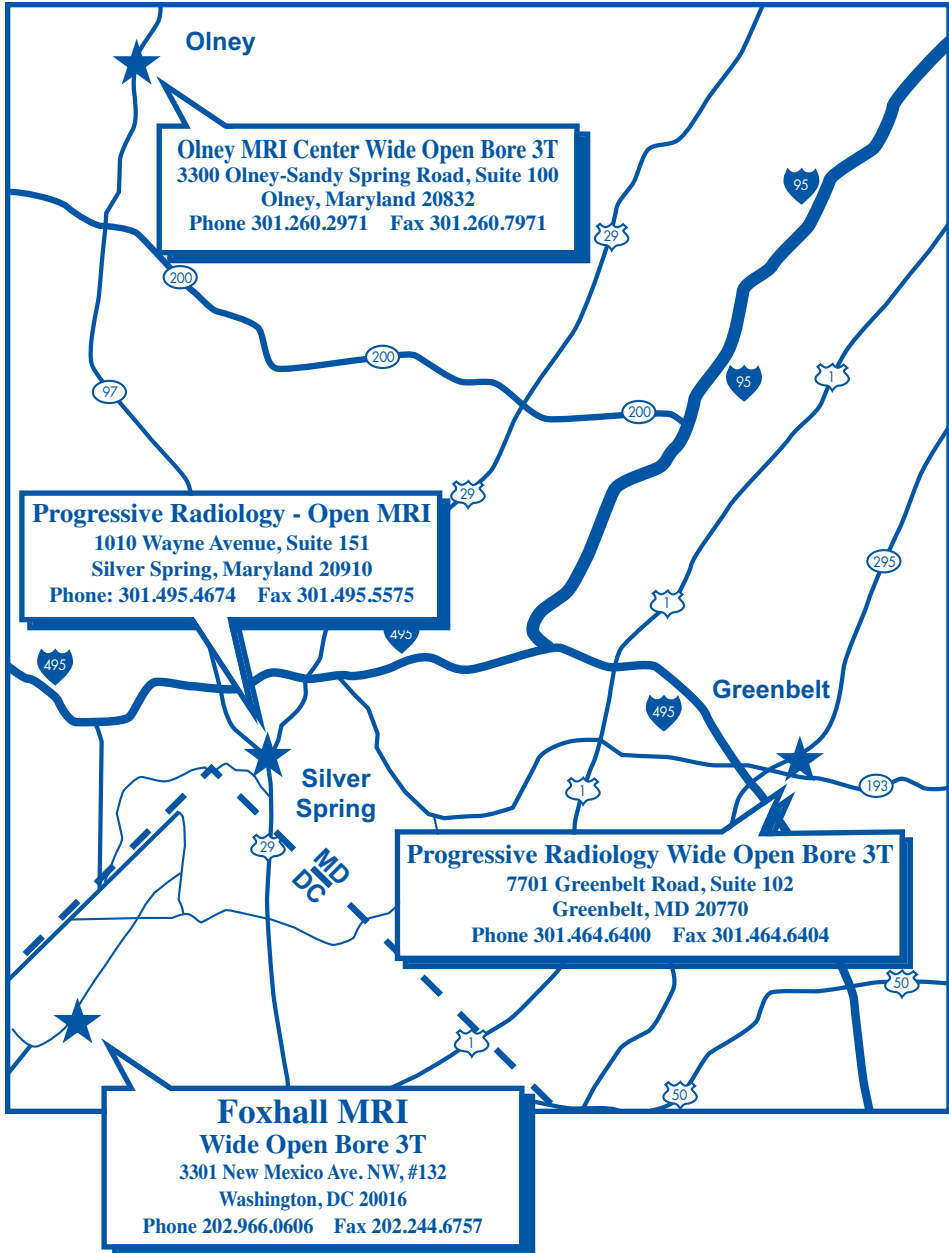 Olney
Olney MRI Center Wide Open Bore 3T
3300 Olney-Sandy Spring Road, Suite 100
Olney, Maryland 20832
Phone 301.260.2971 Fax 301.260.7971
95
29
200
200
95
1
97
200
29
Progressive Radiology - Open MRI
1010 Wayne Avenue, Suite 151
Silver Spring, Maryland 20910
Phone: 301.495.4674 Fax 301.495.5575
295
1
495
495
Greenbelt
495
Silver
Spring
193
1
29
MD
DC
Progressive Radiology Wide Open Bore 3T
7701 Greenbelt Road, Suite 102
Greenbelt, MD 20770
Phone 301.464.6400 Fax 301.464.6404
50
1
50
Foxhall MRI
Wide Open Bore 3T
3301 New Mexico Ave. NW, #132
Washington, DC 20016
Phone 202.966.0606 Fax 202.244.6757